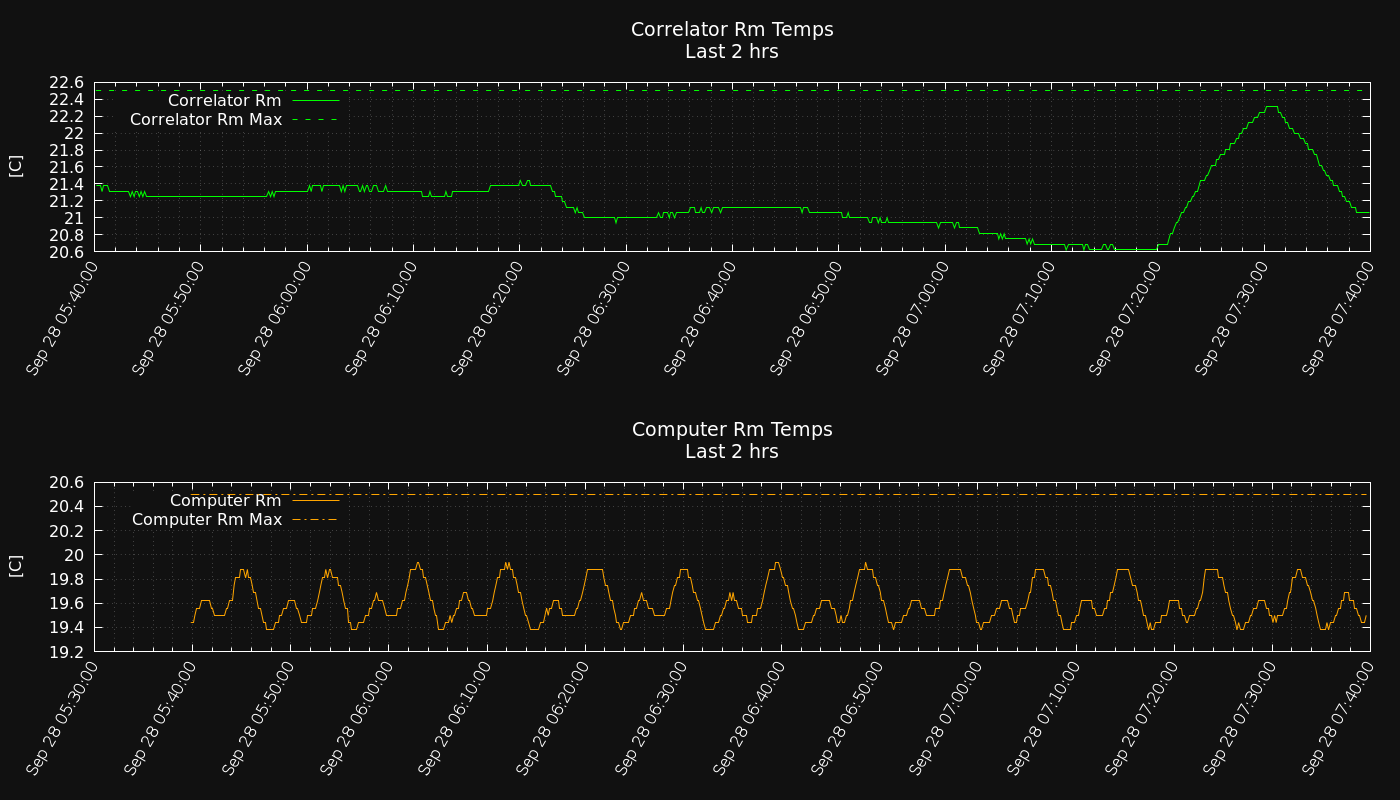 Correlator Rm Temps
Last 2 hrs
22.6
22.4
22.2
22
21.8
21.6
21.4
21.2
21
20.8
20.6
[C]
Correlator Rm
Correlator Rm Max
Sep 28 05:40:00
Sep 28 05:50:00
Sep 28 06:00:00
Sep 28 06:10:00
Sep 28 06:20:00
Sep 28 06:30:00
Sep 28 06:40:00
Sep 28 06:50:00
Sep 28 07:00:00
Sep 28 07:10:00
Sep 28 07:20:00
Sep 28 07:30:00
Sep 28 07:40:00
Computer Rm Temps
Last 2 hrs
20.6
20.4
20.2
20
19.8
19.6
19.4
19.2
[C]
Computer Rm
Computer Rm Max
Sep 28 05:30:00
Sep 28 05:40:00
Sep 28 05:50:00
Sep 28 06:00:00
Sep 28 06:10:00
Sep 28 06:20:00
Sep 28 06:30:00
Sep 28 06:40:00
Sep 28 06:50:00
Sep 28 07:00:00
Sep 28 07:10:00
Sep 28 07:20:00
Sep 28 07:30:00
Sep 28 07:40:00